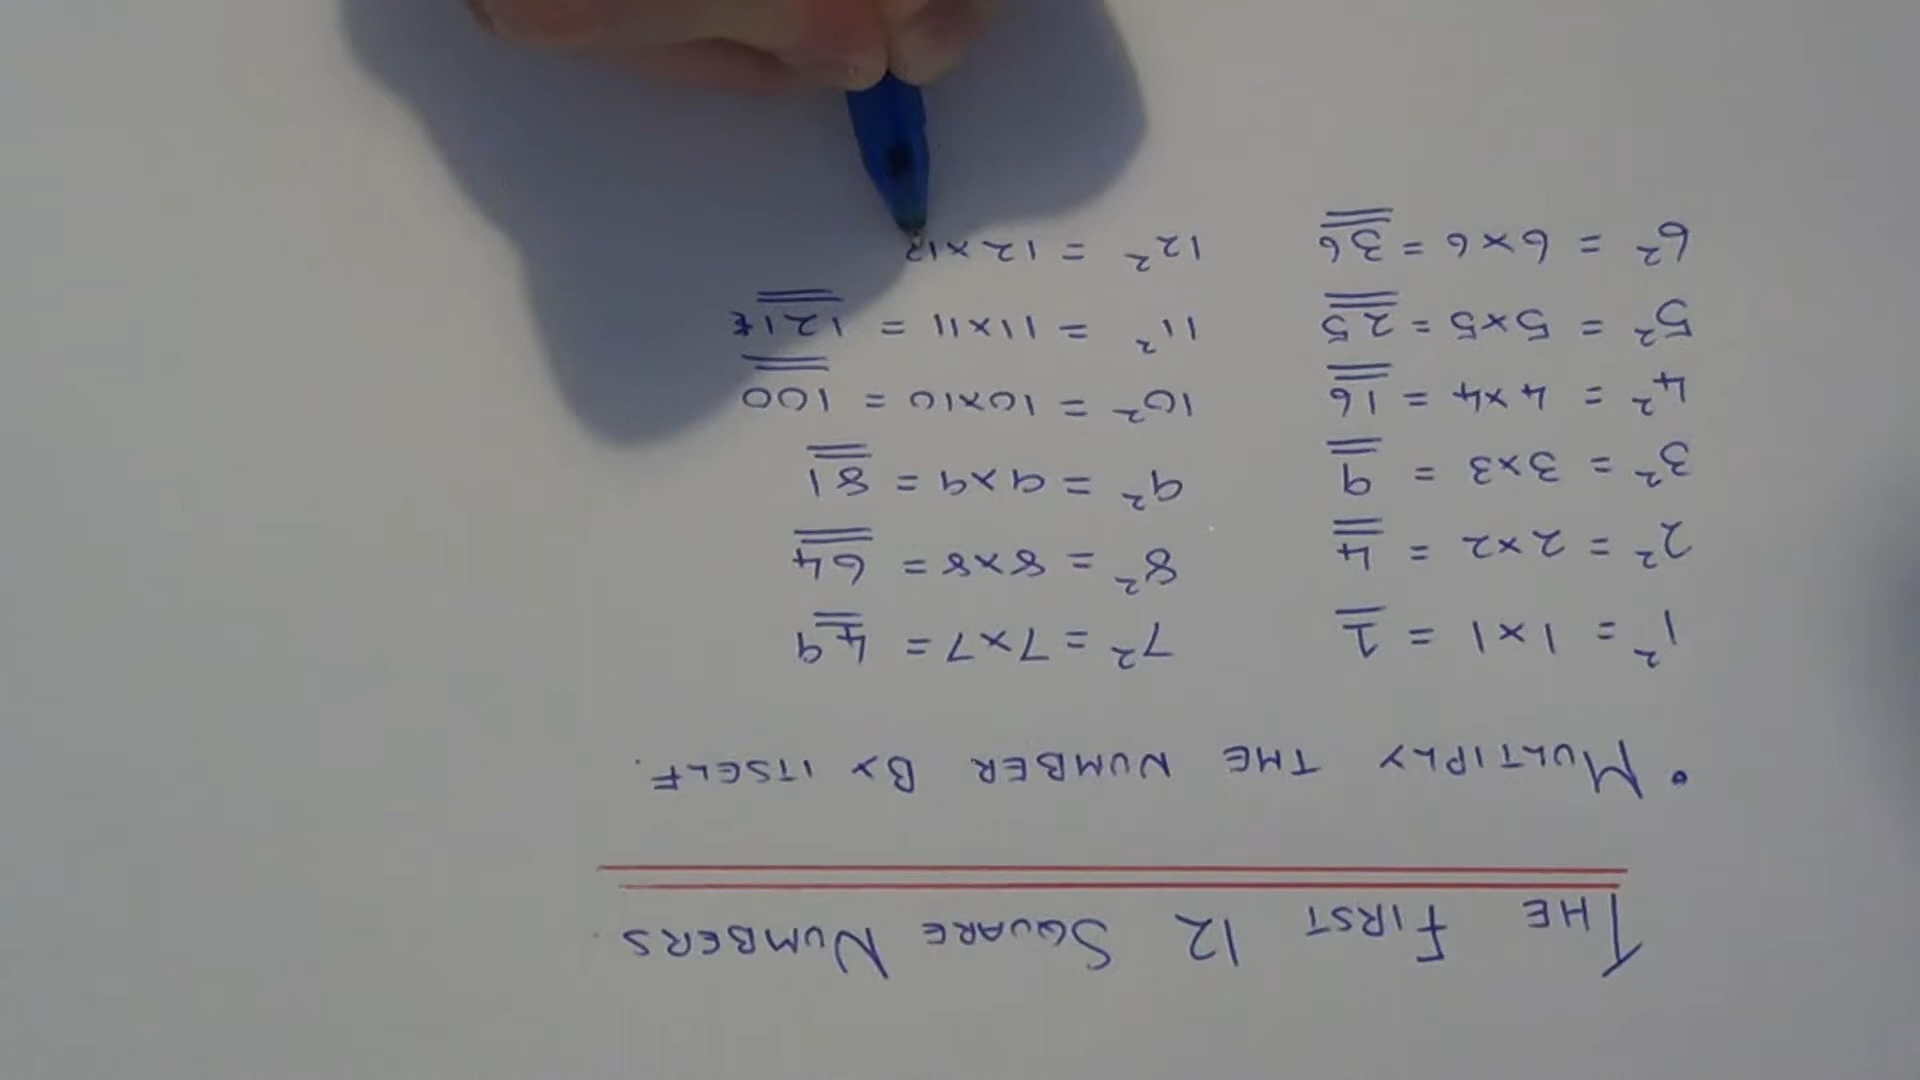 THE FIRST 12 SQUARE NUMBERS.
• MULTIPLY THE NUMBER BY ITSELF.
1² = 1 × 1 = 1
2² = 2 × 2 = 4
3² = 3 × 3 = 9
4² = 4 × 4 = 16
5² = 5 × 5 = 25
6² = 6 × 6 = 36
7² = 7 × 7 = 49
8² = 8 × 8 = 64
9² = 9 × 9 = 81
10² = 10 × 10 = 100
11² = 11 × 11 = 121
12² = 12 × 12